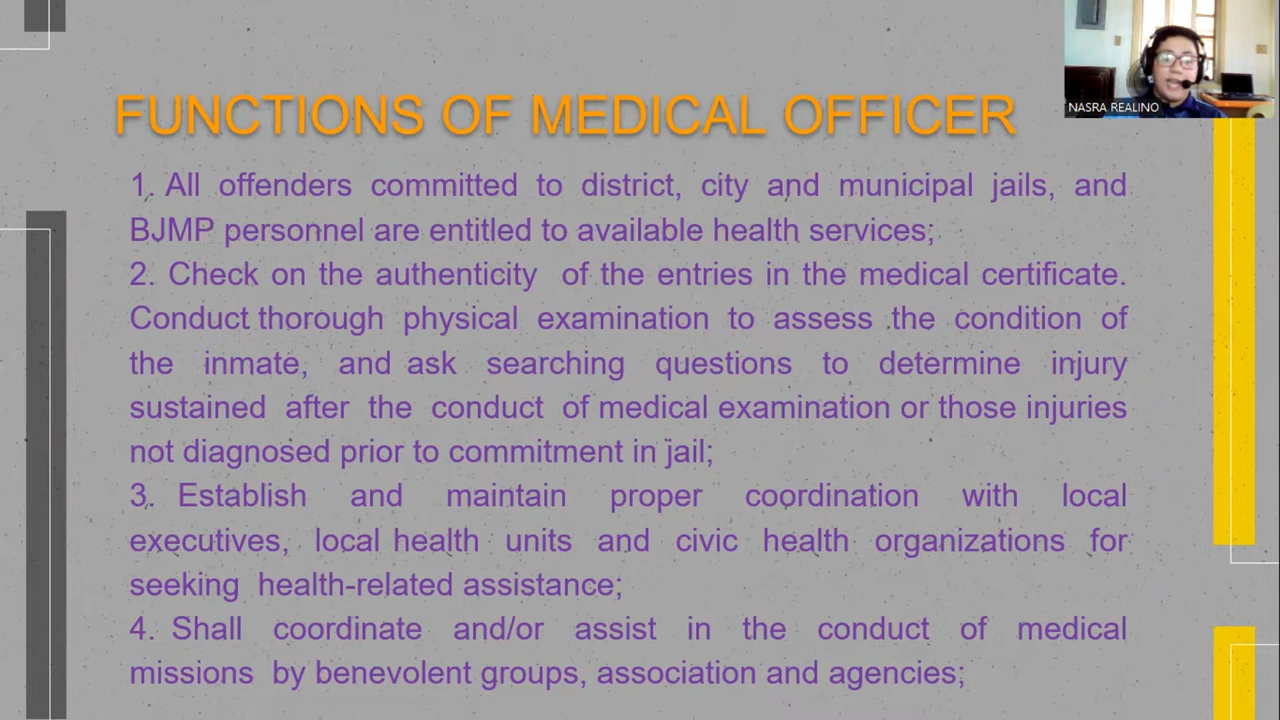 NASRA REALINO
FUNCTIONS OF MEDICAL OFFICER
1. All offenders committed to district, city and municipal jails, and
BJMP personnel are entitled to available health services;
2. Check on the authenticity of the entries in the medical certificate.
Conduct thorough physical examination to assess the condition of
the inmate, and ask searching questions to determine injury
sustained after the conduct of medical examination or those injuries
not diagnosed prior to commitment in jail;
3. Establish and maintain proper coordination with local
executives, local health units and civic health organizations for
seeking health-related assistance;
4. Shall coordinate and/or assist in the conduct of medical
missions by benevolent groups, association and agencies;